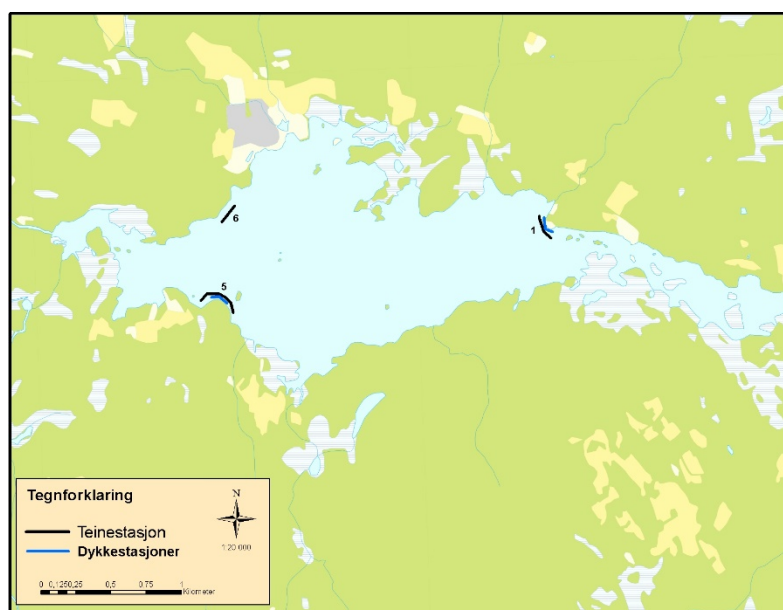 6
1
5
Tegnforklaring
N
Teinestasjon
Dykkestasjoner
1:20 000
0 0,1250,25 0,5 0,75 1
Kilometer